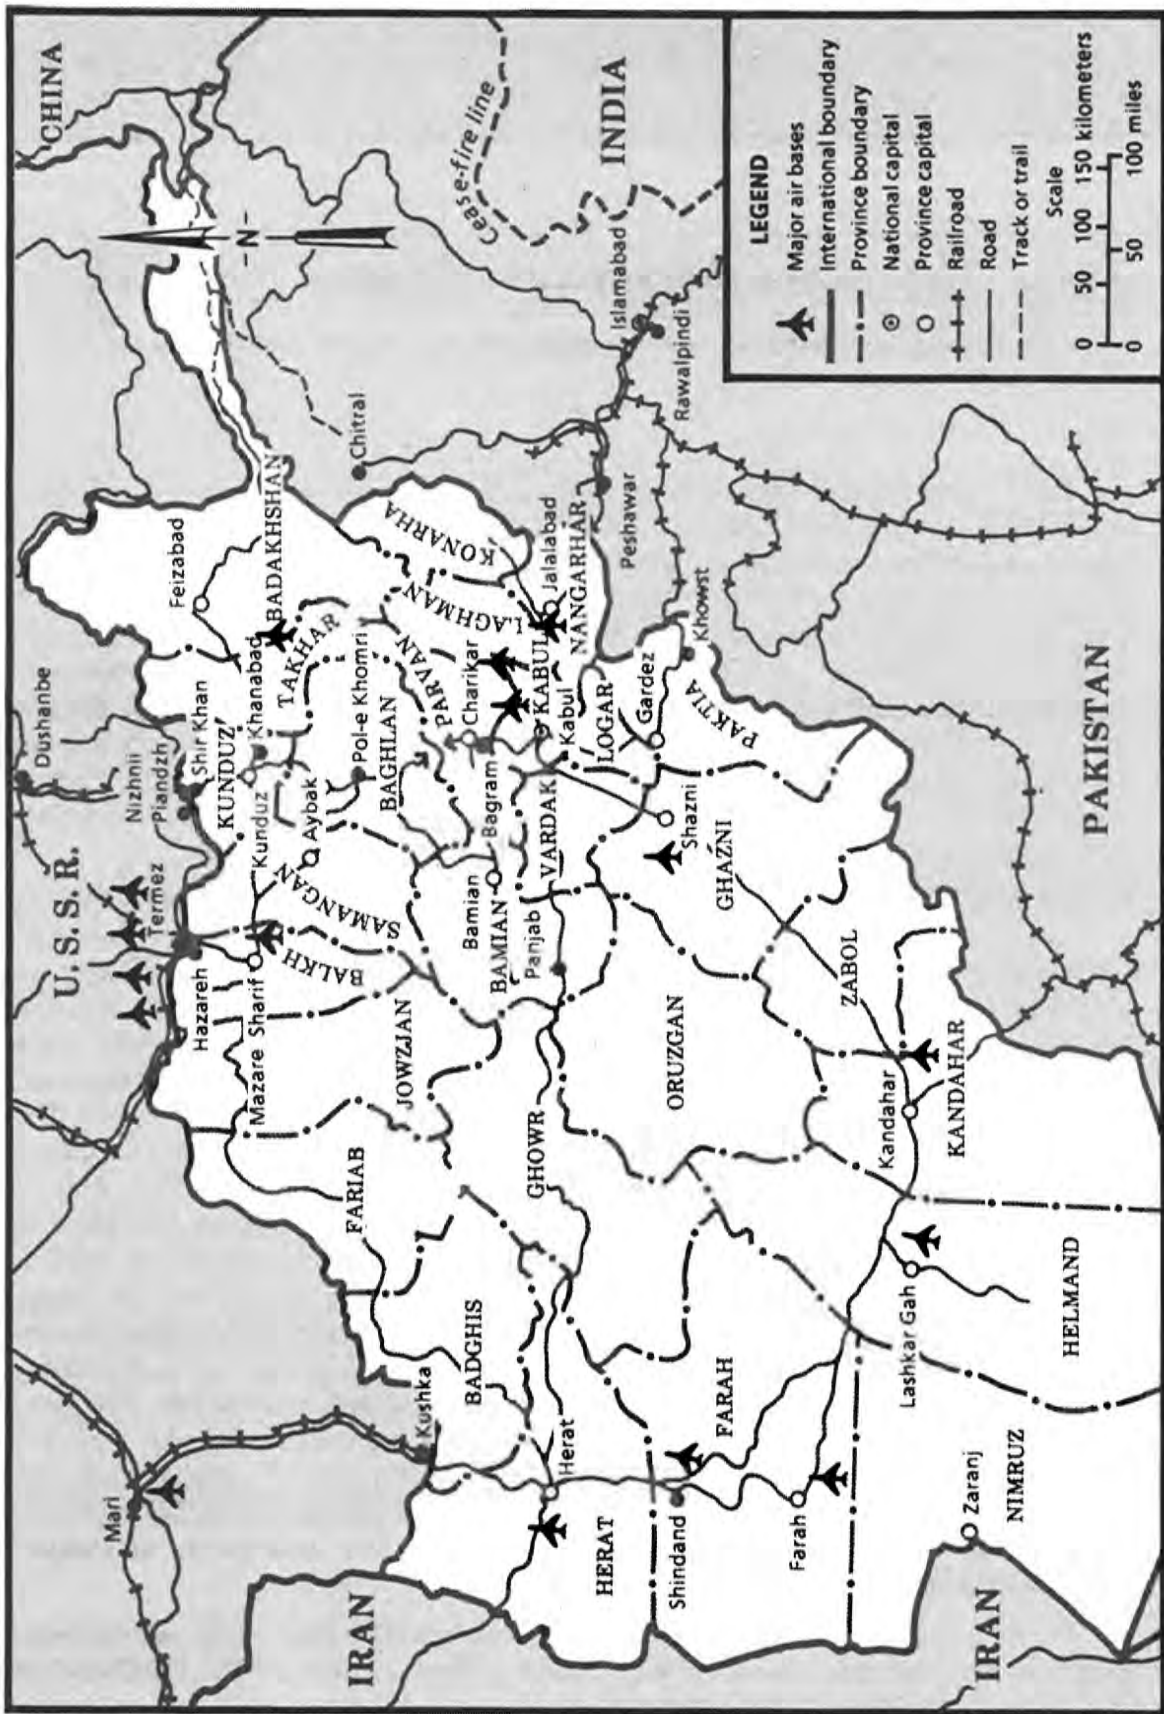 CHINA
U.S.S.R.
Dushanbe
Nizhnii
Piandzh
Termez
Shir Khan
Feizabad
Mari
Hazareh
KUNDUZ
Kunduz
Khanabad
TAKHAR
BADAKHSHAN
-N-
Mazare Sharif
BALKH
SAMANGAN
Aybak
Pol-e Khomri
BAGHLAN
Chitral
Cease-fire line
INDIA
IRAN
Kushka
FARIAB
JOWZJAN
PARVAN
LAGHMAN
KONARHA
Charikar
Bagram
Bamian
BAMIAN
BADGHIS
GHOWR
Panjab
VARDAK
KABUL
Kabul
Jalalabad
NANGARHAR
Peshawar
Islamabad
Rawalpindi
Herat
HERAT
LOGAR
Gardez
Khowst
PAKTIA
Shazni
GHAZNI
ORUZGAN
Shindand
FARAH
Farah
ZABOL
Kandahar
KANDAHAR
Lashkar Gah
HELMAND
Zaranj
NIMRUZ
IRAN
PAKISTAN
LEGEND
Major air bases
International boundary
Province boundary
National capital
Province capital
Railroad
Road
Track or trail
Scale
0 50 100 150 kilometers
0 50 100 miles